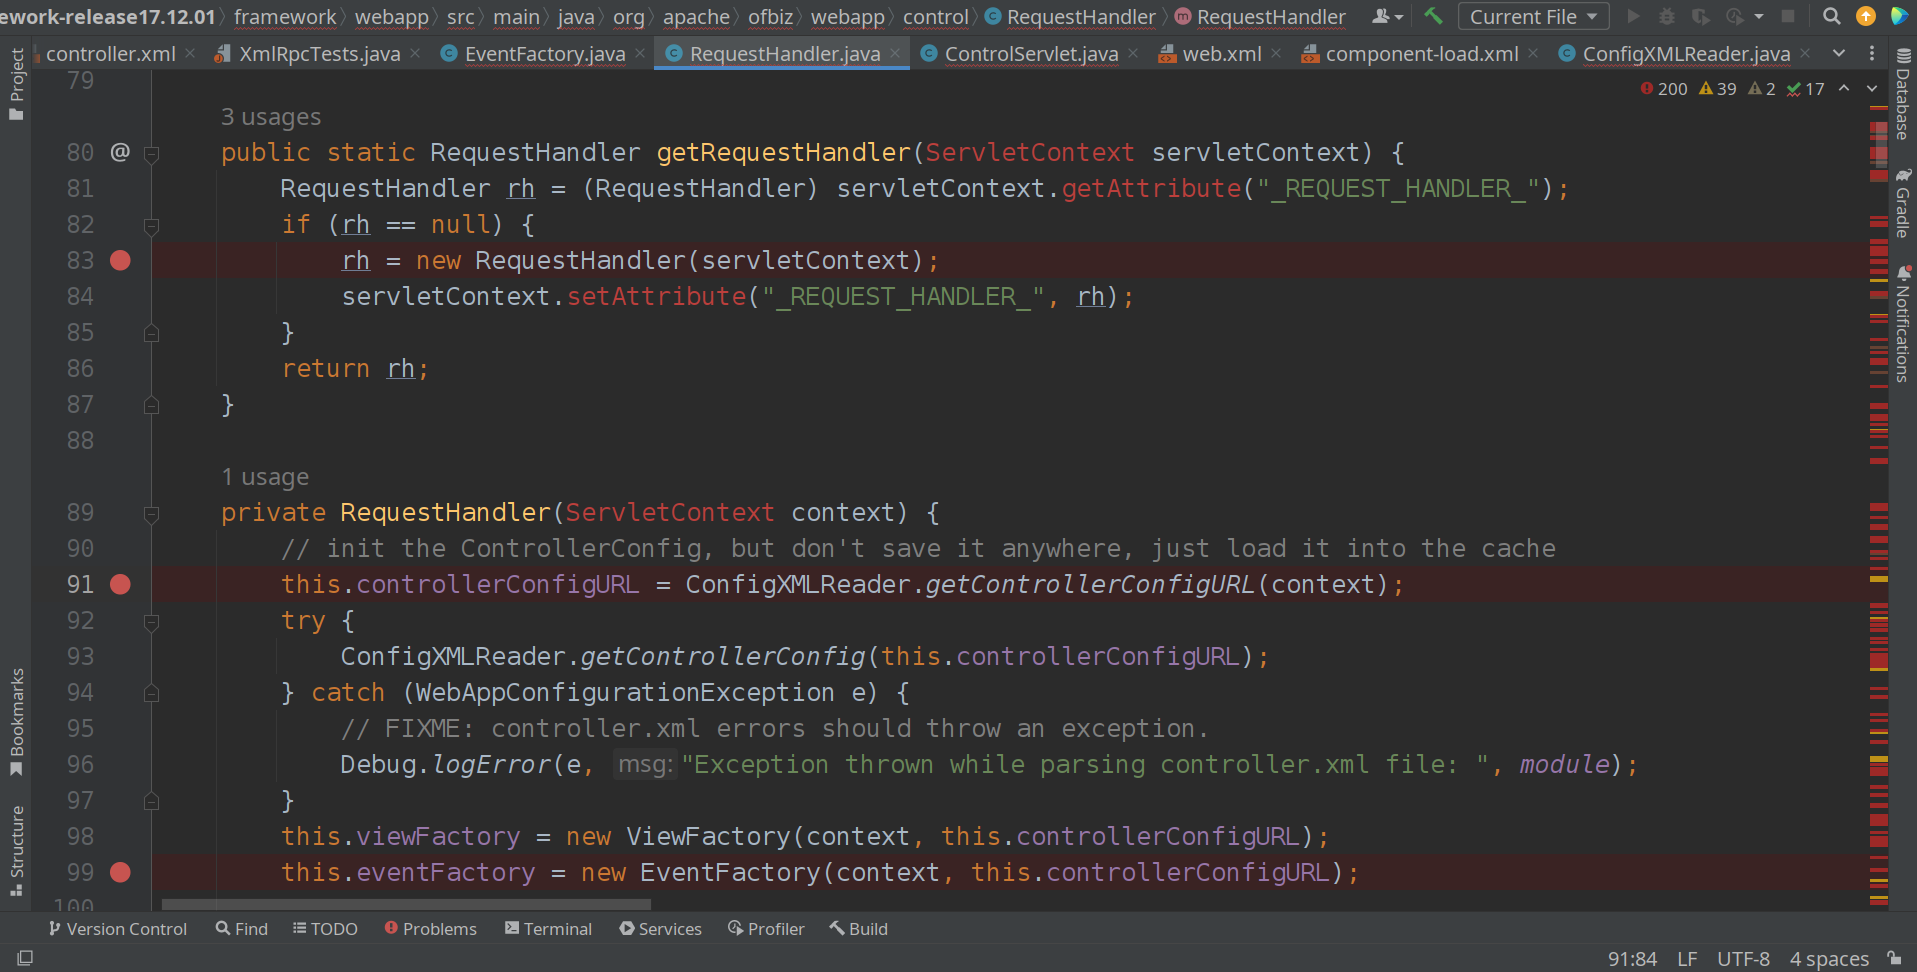 ework-release17.12.01 framework webapp src main java org apache ofbiz webapp control RequestHandler RequestHandler Current File
controller.xml XmlRpcTests.java EventFactory.java RequestHandler.java ControlServlet.java web.xml component-load.xml ConfigXMLReader.java
Project
Bookmarks
Structure
Database
Gradle
Notifications
200 39 2 17
79
3 usages
80 @ public static RequestHandler getRequestHandler(ServletContext servletContext) {
81 RequestHandler rh = (RequestHandler) servletContext.getAttribute("_REQUEST_HANDLER_");
82 if (rh == null) {
83 rh = new RequestHandler(servletContext);
84 servletContext.setAttribute("_REQUEST_HANDLER_", rh);
85 }
86 return rh;
87 }
88
1 usage
89 private RequestHandler(ServletContext context) {
90 // init the ControllerConfig, but don't save it anywhere, just load it into the cache
91 this.controllerConfigURL = ConfigXMLReader.getControllerConfigURL(context);
92 try {
93 ConfigXMLReader.getControllerConfig(this.controllerConfigURL);
94 } catch (WebAppConfigurationException e) {
95 // FIXME: controller.xml errors should throw an exception.
96 Debug.logError(e, msg: "Exception thrown while parsing controller.xml file: ", module);
97 }
98 this.viewFactory = new ViewFactory(context, this.controllerConfigURL);
99 this.eventFactory = new EventFactory(context, this.controllerConfigURL);
100
Version Control Find TODO Problems Terminal Services Profiler Build
91:84 LF UTF-8 4 spaces